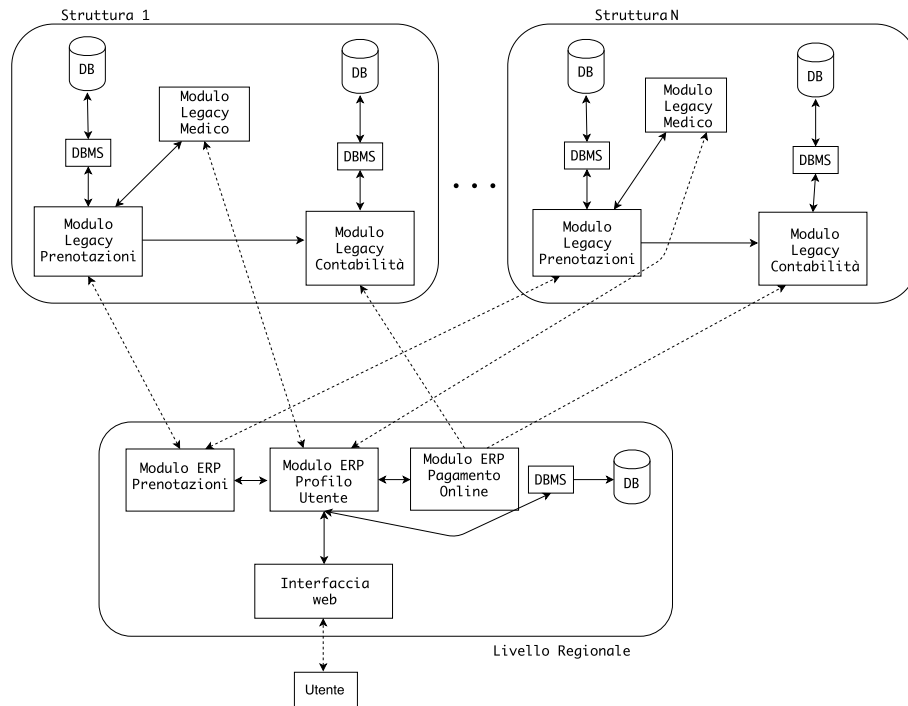 Struttura 1
DB
DB
Modulo
Legacy
Medico
DBMS
DBMS
Modulo
Legacy
Prenotazioni
Modulo
Legacy
Contabilità
...
Struttura N
DB
DB
Modulo
Legacy
Medico
DBMS
DBMS
Modulo
Legacy
Prenotazioni
Modulo
Legacy
Contabilità
Modulo ERP
Prenotazioni
Modulo ERP
Profilo
Utente
Modulo ERP
Pagamento
Online
DBMS
DB
Interfaccia
web
Livello Regionale
Utente